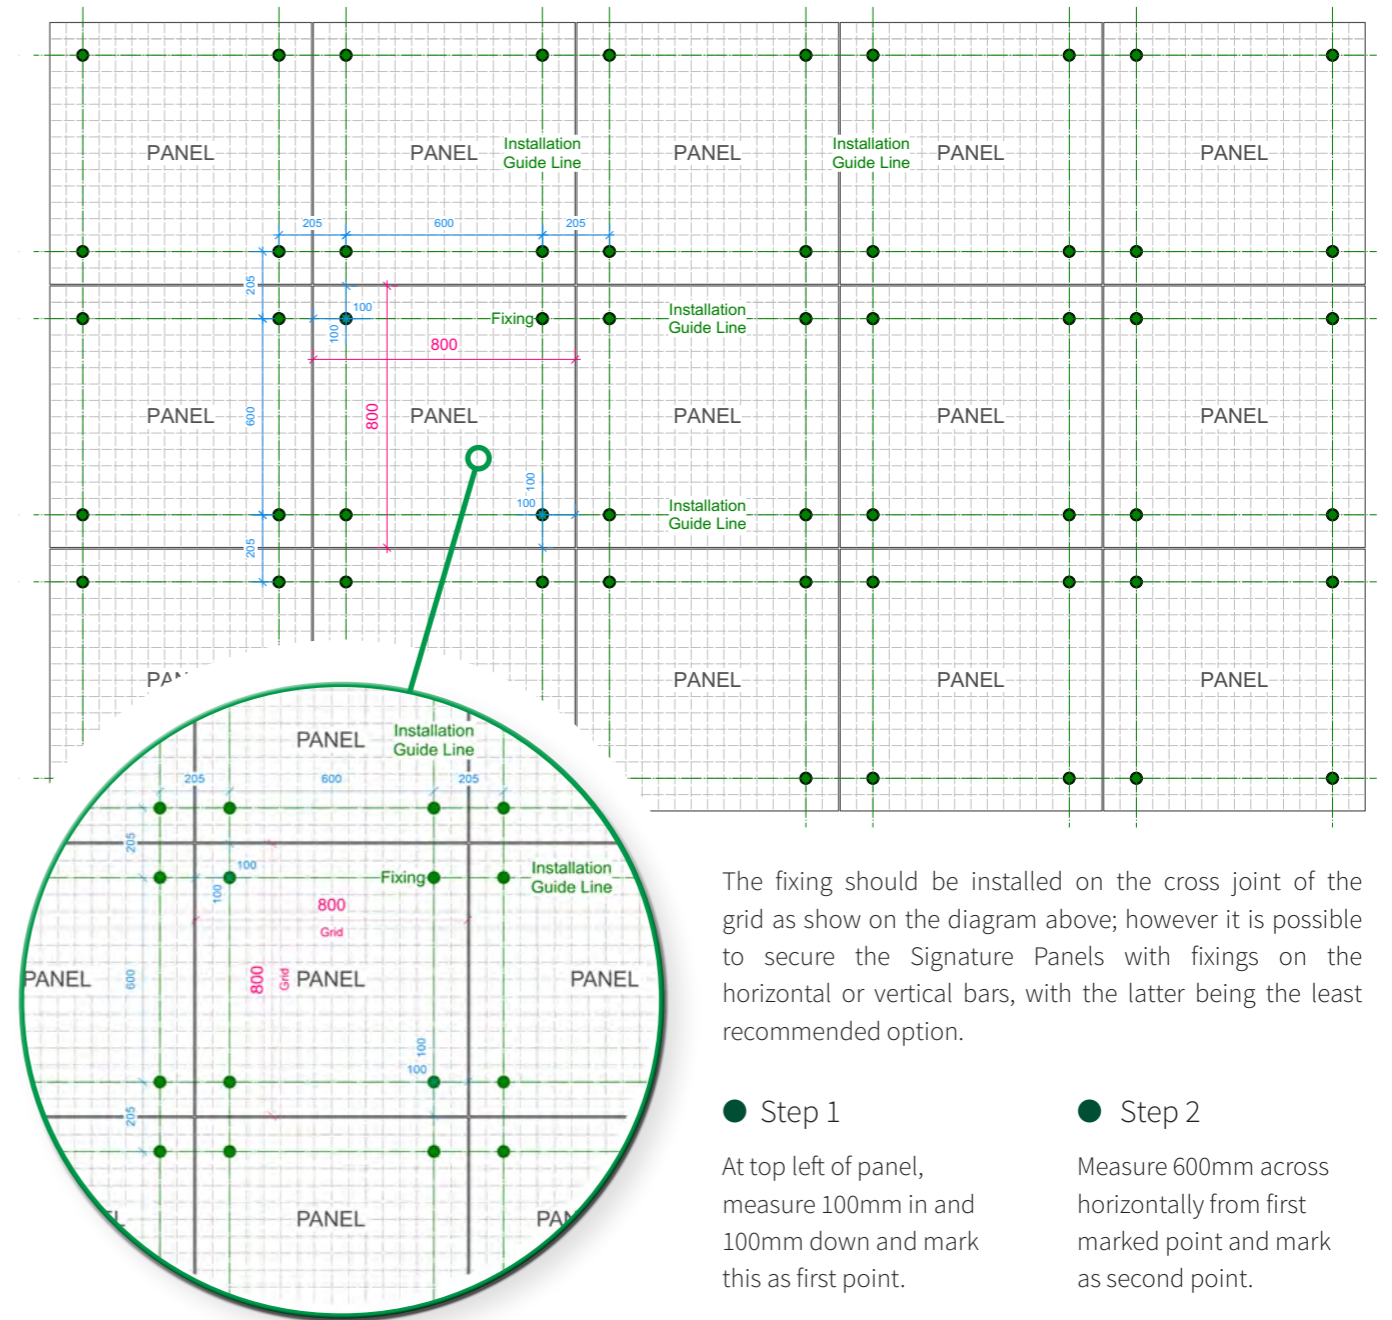 PANEL PANEL Installation Guide Line PANEL Installation Guide Line PANEL PANEL
205 600 205
205
100
100
Fixing
Installation
Guide Line
800
PANEL 600 800 PANEL PANEL PANEL PANEL
100
100
Installation
Guide Line
205
PANEL PANEL PANEL
PANEL
Installation
Guide Line
205 600 205
205
100
100
Fixing
Installation
Guide Line
800
Grid
PANEL 600 800 Grid PANEL PANEL
100
100
205
PANEL
The fixing should be installed on the cross joint of the
grid as show on the diagram above; however it is possible
to secure the Signature Panels with fixings on the
horizontal or vertical bars, with the latter being the least
recommended option.
Step 1
At top left of panel,
measure 100mm in and
100mm down and mark
this as first point.
Step 2
Measure 600mm across
horizontally from first
marked point and mark
as second point.